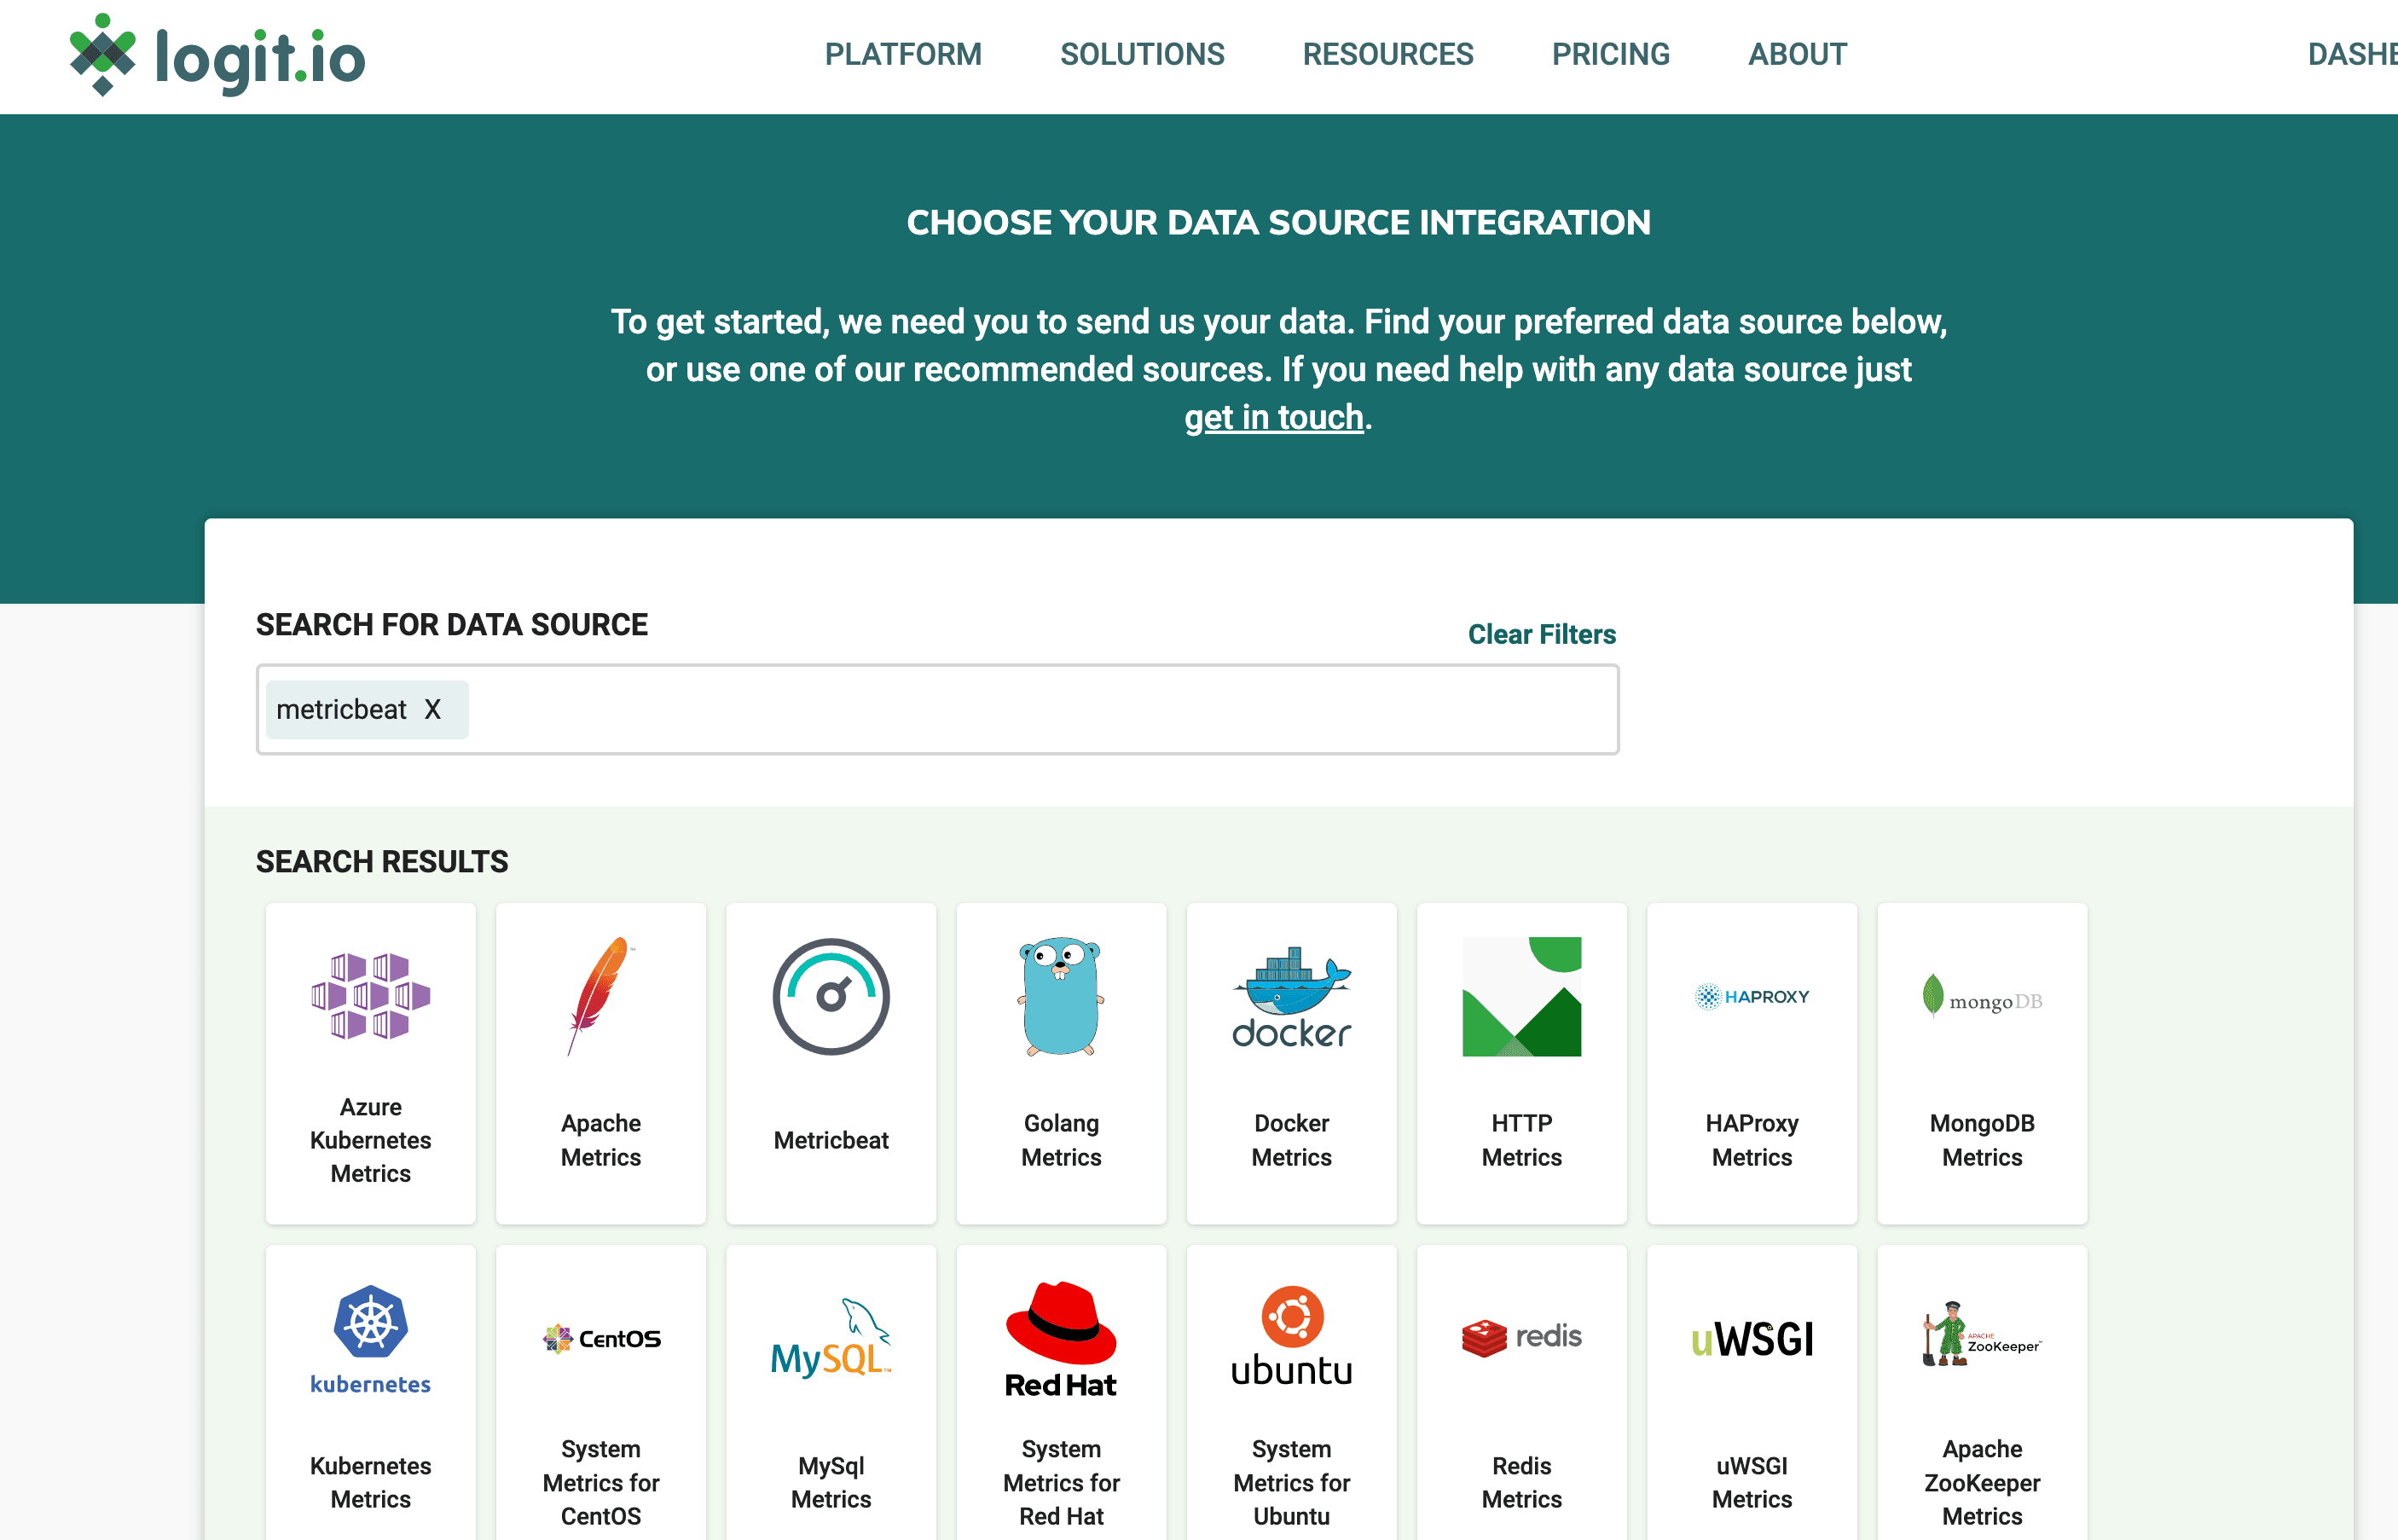 logit.io
PLATFORM
SOLUTIONS
RESOURCES
PRICING
ABOUT
CHOOSE YOUR DATA SOURCE INTEGRATION
To get started, we need you to send us your data. Find your preferred data source below,
or use one of our recommended sources. If you need help with any data source just
get in touch.
SEARCH FOR DATA SOURCE
Clear Filters
metricbeat X
SEARCH RESULTS
Azure
Kubernetes
Metrics
Apache
Metrics
Metricbeat
Golang
Metrics
docker
Docker
Metrics
HTTP
Metrics
HAPROXY
HAProxy
Metrics
mongoDB
MongoDB
Metrics
kubernetes
Kubernetes
Metrics
CentOS
System
Metrics for
CentOS
MySQL™
MySql
Metrics
Red Hat
System
Metrics for
Red Hat
ubuntu
System
Metrics for
Ubuntu
redis
Redis
Metrics
uWSGI
uWSGI
Metrics
APACHE
ZooKeeper™
Apache
ZooKeeper
Metrics